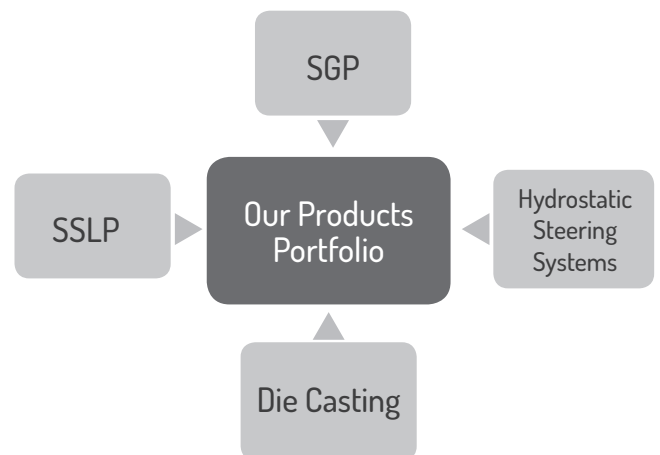 SGP
SSLP
Our Products
Portfolio
Hydrostatic
Steering
Systems
Die Casting